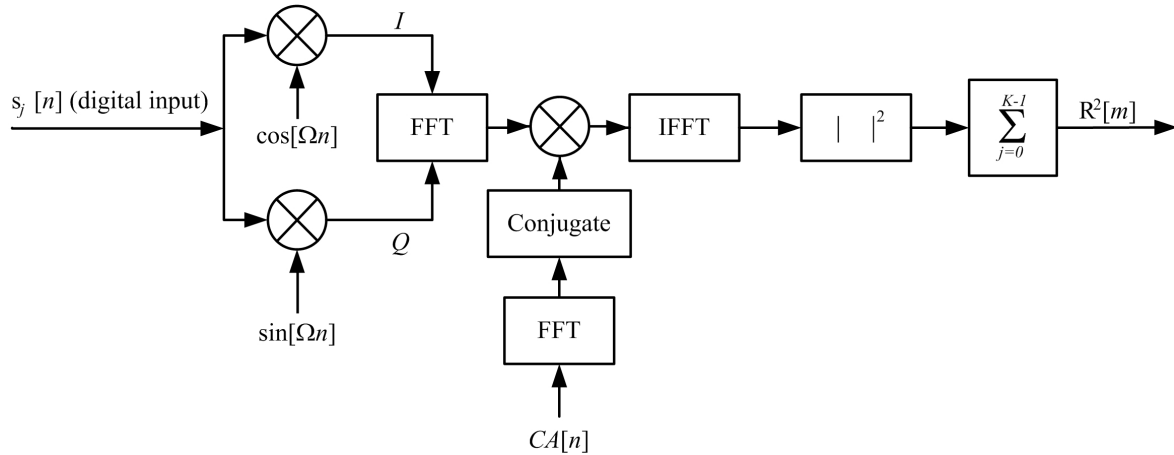 s_j [n] (digital input)
I
cos[Ωn]
FFT
IFFT
| |^2
K-1
∑
j=0
R^2[m]
Conjugate
Q
sin[Ωn]
FFT
CA[n]